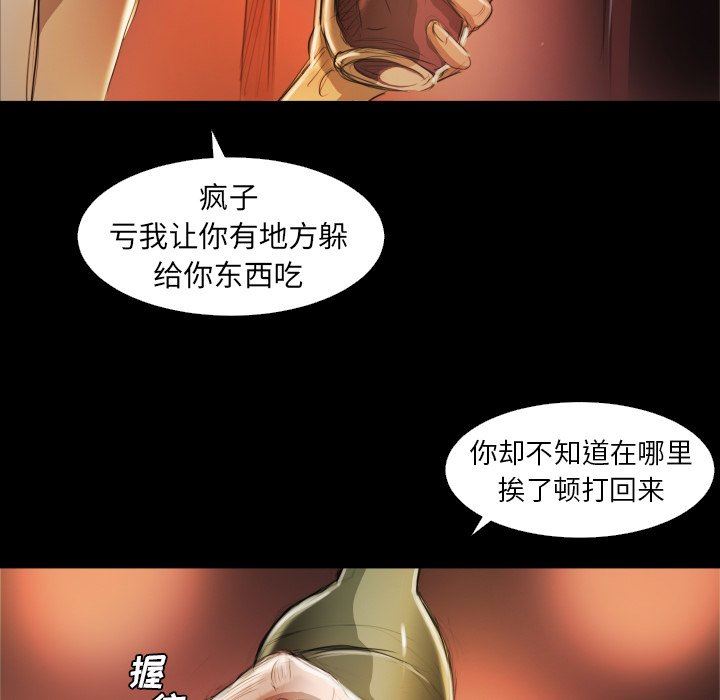 疯子
亏我让你有地方躲
给你东西吃
你却不知道在哪里
挨了顿打回来
握